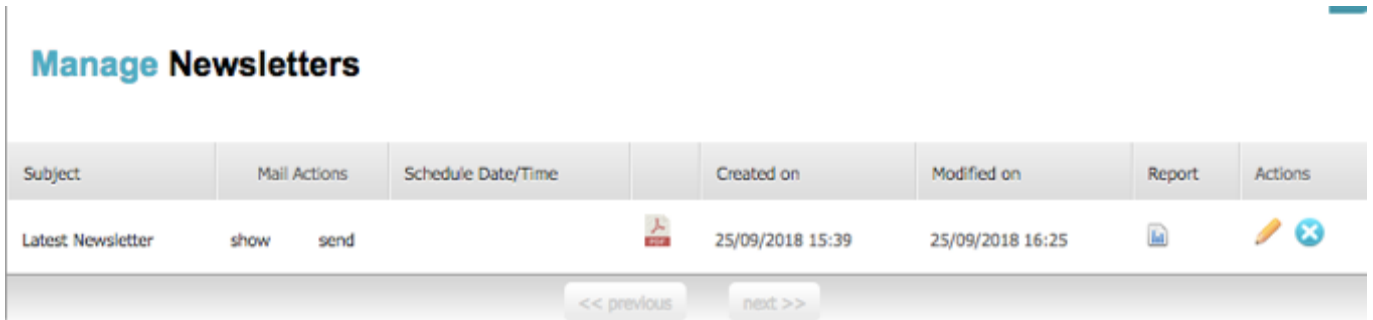 Manage Newsletters
Subject Mail Actions Schedule Date/Time Created on Modified on Report Actions
Latest Newsletter show send PDF 25/09/2018 15:39 25/09/2018 16:25
<< previous next >>